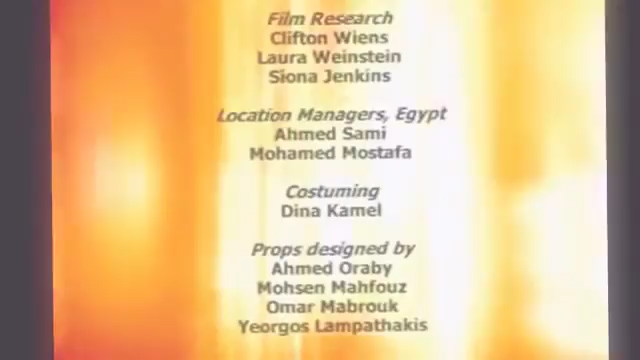 Film Research
Clifton Wiens
Laura Weinstein
Siona Jenkins
Location Managers, Egypt
Ahmed Sami
Mohamed Mostafa
Costuming
Dina Kamel
Props designed by
Ahmed Oraby
Mohsen Mahfouz
Omar Mabrouk
Yeorgos Lampathakis